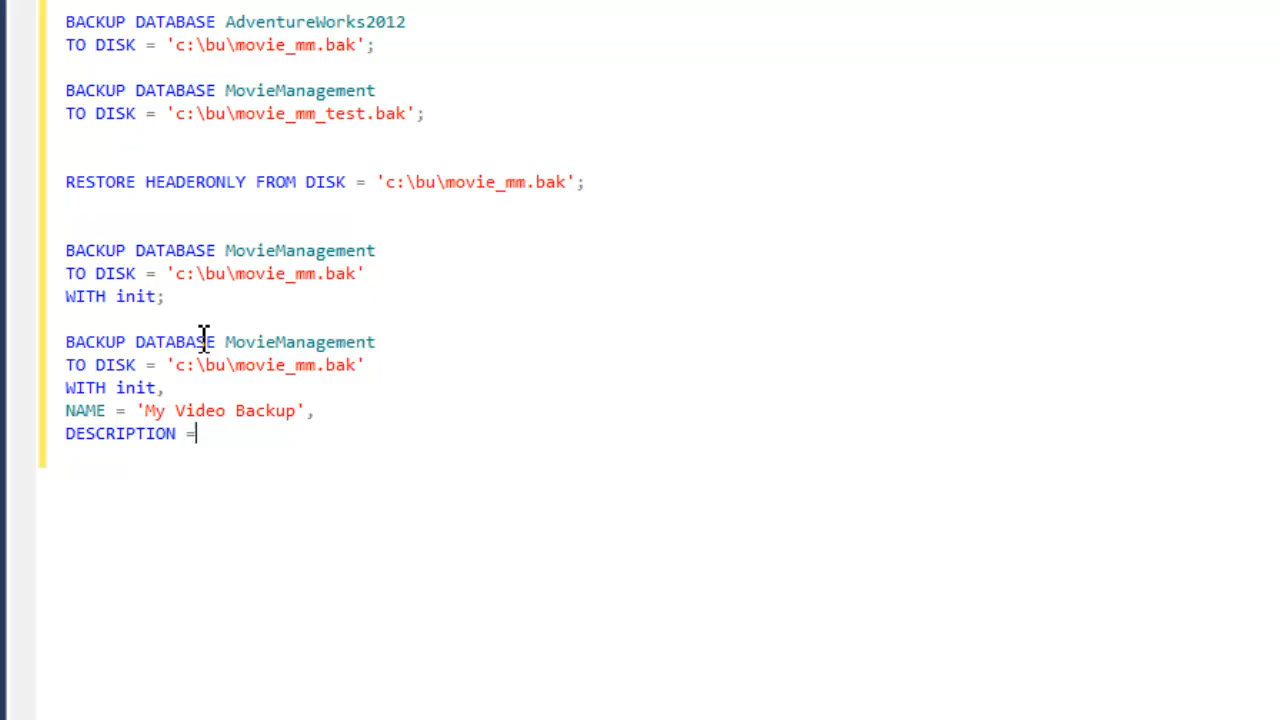 BACKUP DATABASE AdventureWorks2012
TO DISK = 'c:\bu\movie_mm.bak';
BACKUP DATABASE MovieManagement
TO DISK = 'c:\bu\movie_mm_test.bak';
RESTORE HEADERONLY FROM DISK = 'c:\bu\movie_mm.bak';
BACKUP DATABASE MovieManagement
TO DISK = 'c:\bu\movie_mm.bak'
WITH init;
BACKUP DATABASE MovieManagement
TO DISK = 'c:\bu\movie_mm.bak'
WITH init,
NAME = 'My Video Backup',
DESCRIPTION =